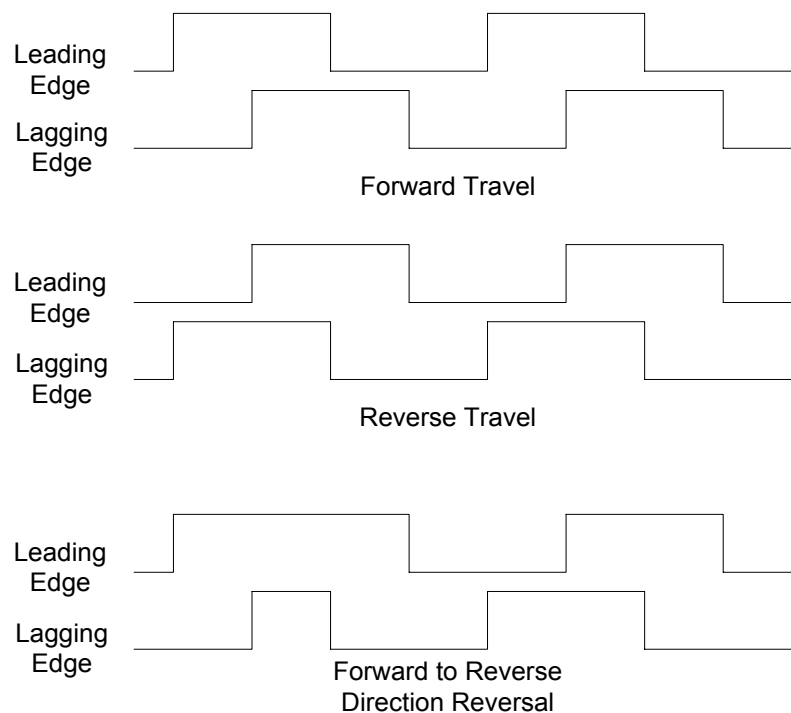 Leading
Edge
Lagging
Edge
Forward Travel
Leading
Edge
Lagging
Edge
Reverse Travel
Leading
Edge
Lagging
Edge
Forward to Reverse
Direction Reversal